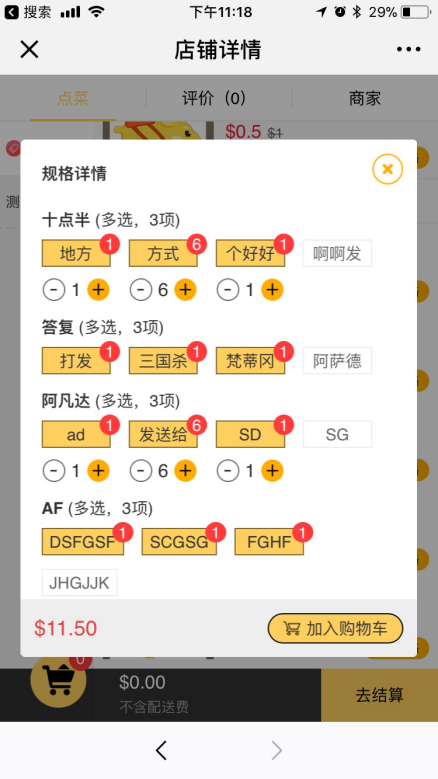 搜索 下午11:18 29%
店铺详情
点菜 评价（0） 商家
$0.5 $1
规格详情
测
十点半 (多选，3项)
地方 1 方式 6 个好好 1 啊啊发
- 1 + - 6 + - 1 +
答复 (多选，3项)
打发 1 三国杀 1 梵蒂冈 1 阿萨德
阿凡达 (多选，3项)
ad 1 发送给 6 SD 1 SG
- 1 + - 6 + - 1 +
AF (多选，3项)
DSFGSF 1 SCGSG 1 FGHF 1
JHGJJK
$11.50 加入购物车
0 $0.00 去结算
不含配送费